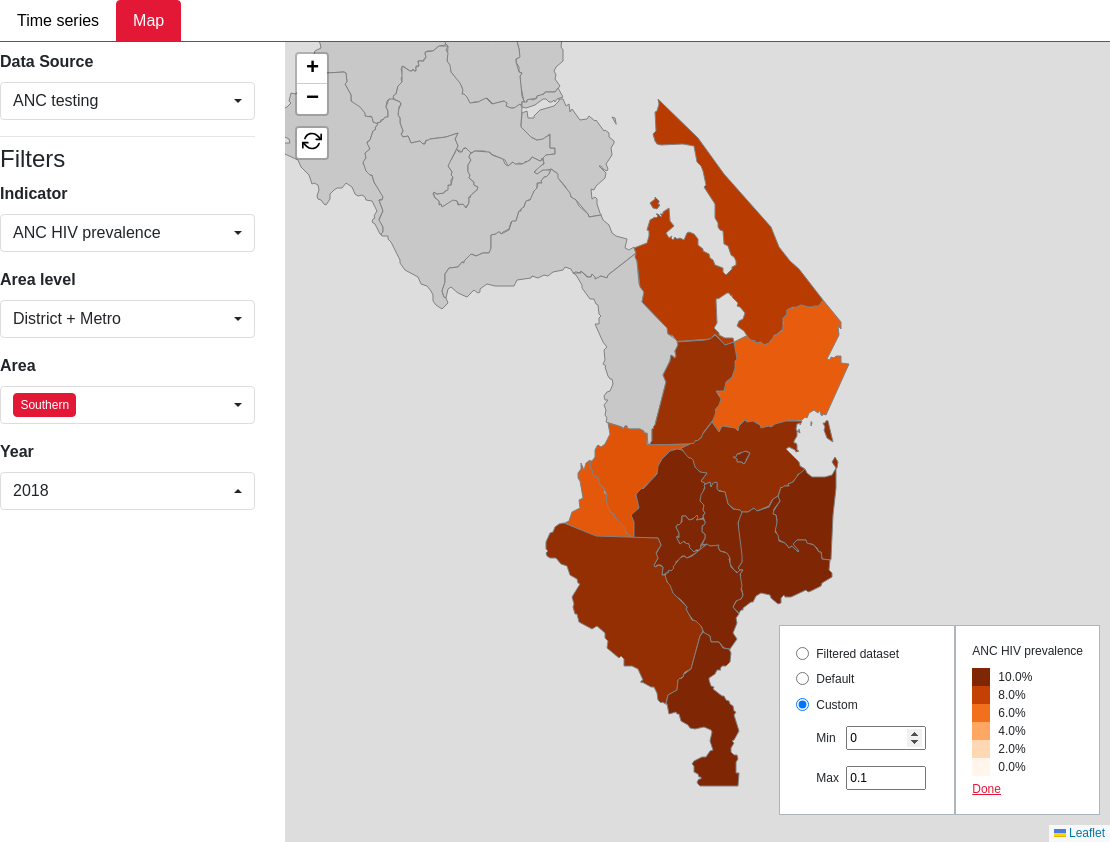 Time series
Map
Data Source
ANC testing
Filters
Indicator
ANC HIV prevalence
Area level
District + Metro
Area
Southern
Year
2018
+
−
Filtered dataset
Default
Custom
Min
0
Max
0.1
ANC HIV prevalence
10.0%
8.0%
6.0%
4.0%
2.0%
0.0%
Done
Leaflet